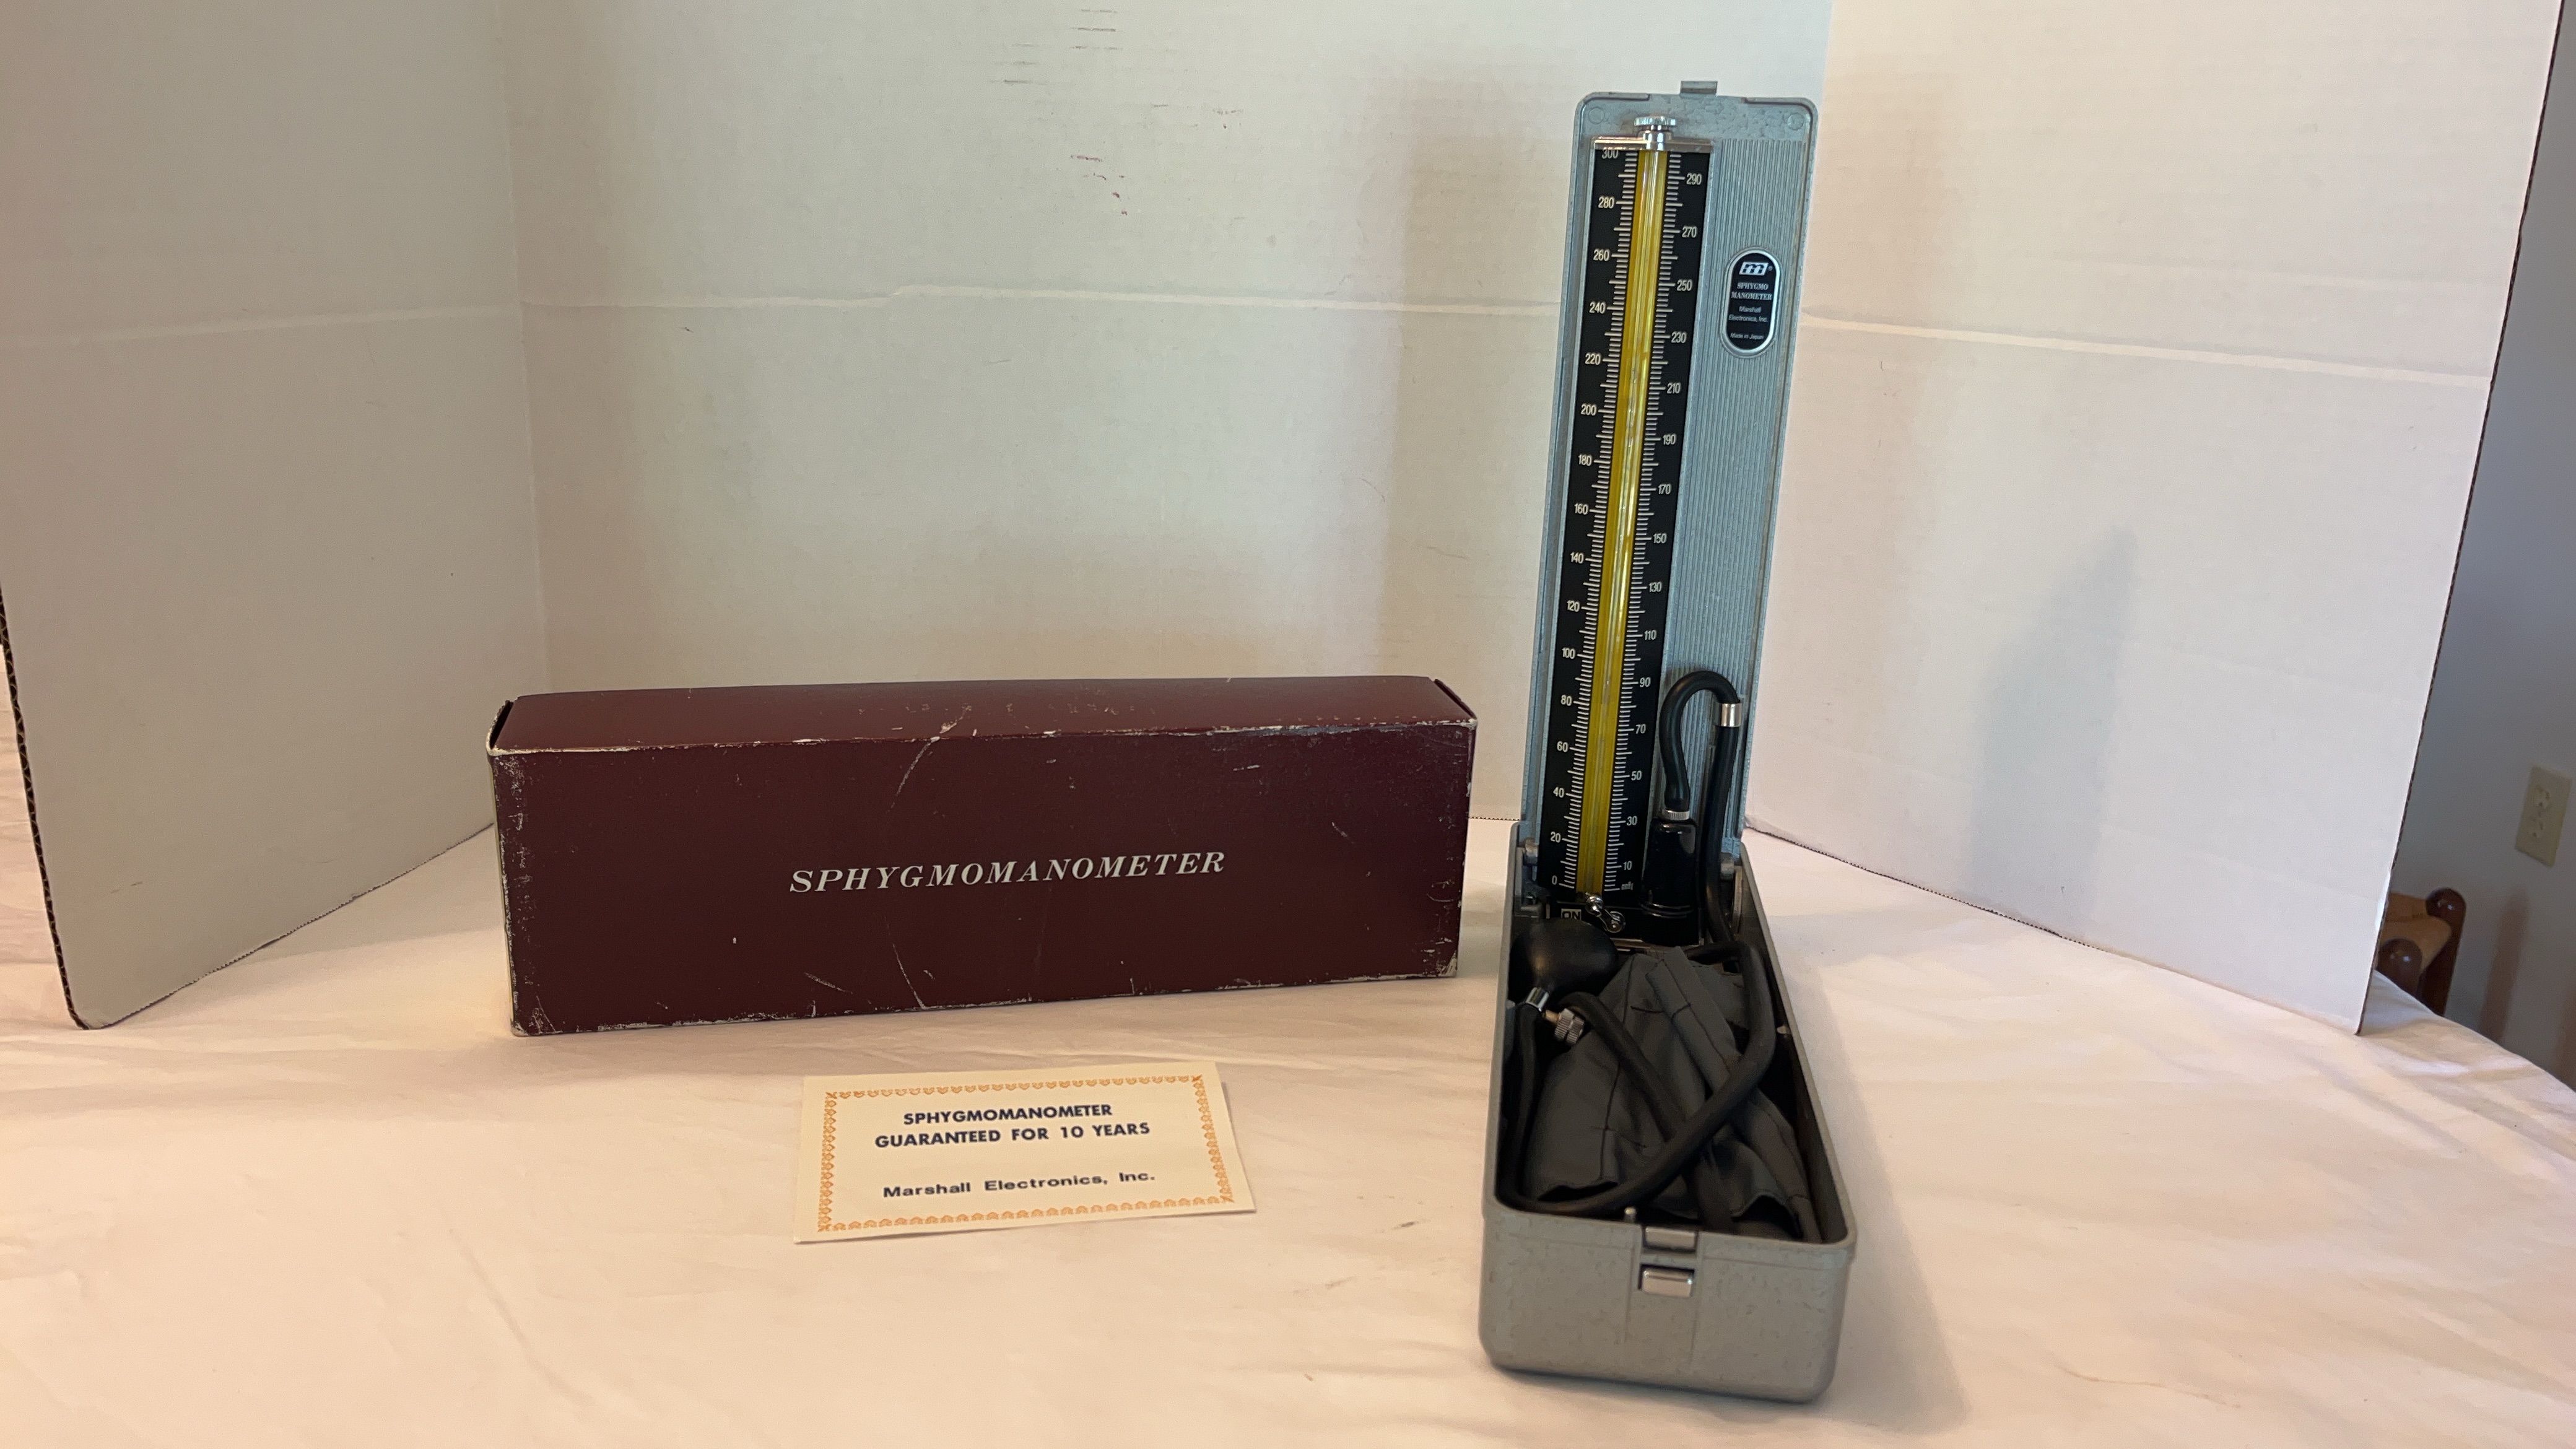 SPHYGMOMANOMETER
SPHYGMOMANOMETER
GUARANTEED FOR 10 YEARS
Marshall Electronics, Inc.
300
290
280
270
260
250
240
230
220
210
200
190
180
170
160
150
140
130
120
110
100
90
80
70
60
50
40
30
20
10
0
ON
m
SPHYGMO
MANOMETER
Marshall
Electronics, Inc.
Made in Japan